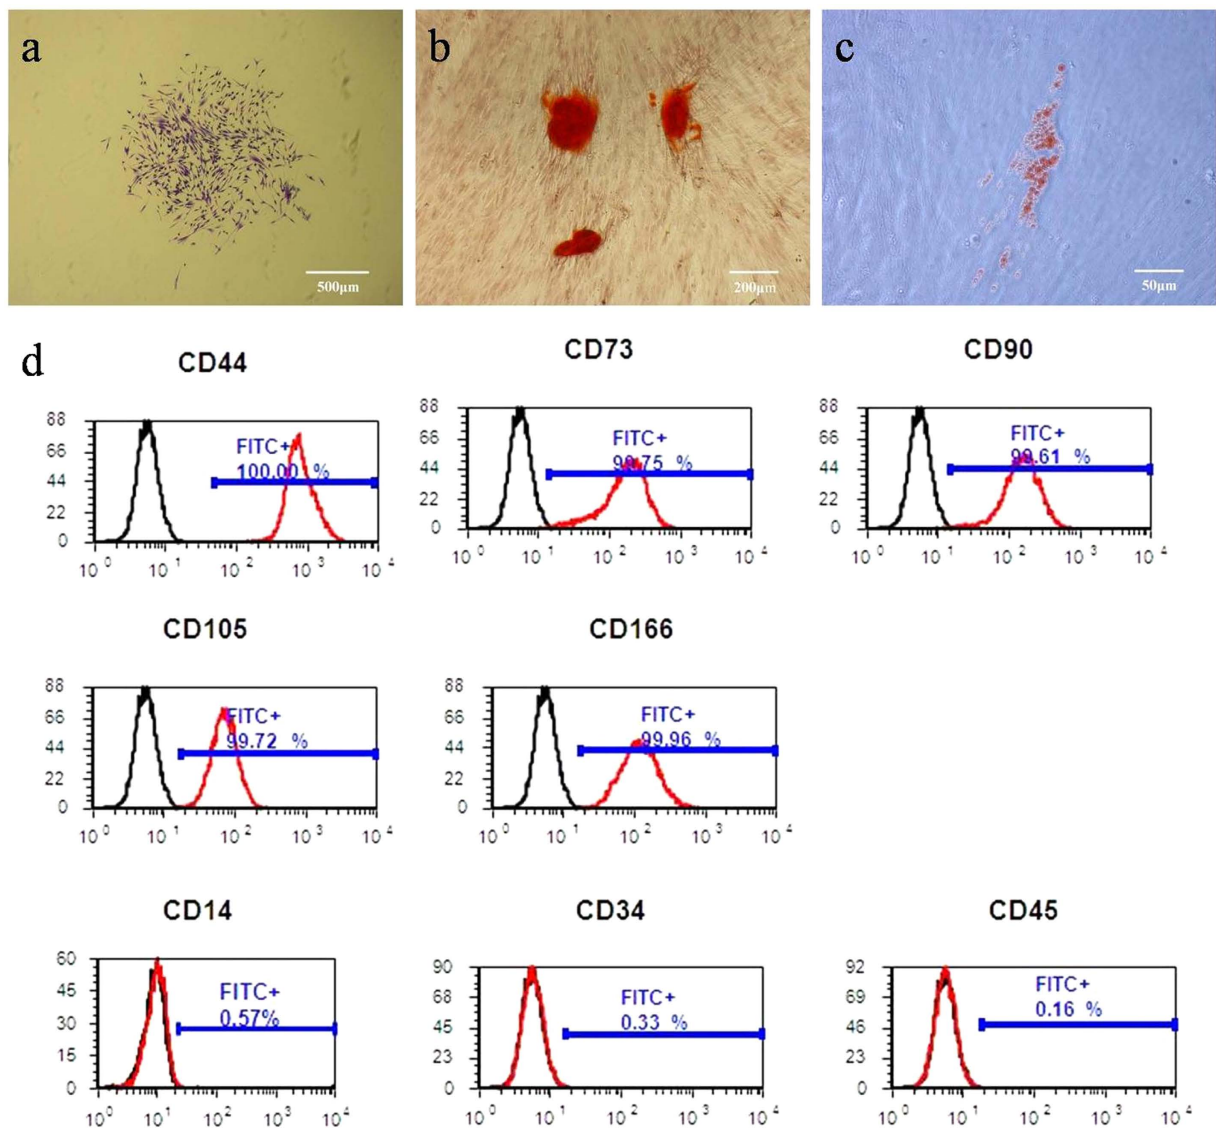 a
b
c
500μm
200μm
50μm
d
CD44
CD73
CD90
88
66
44
22
0
FITC+
100.00 %
10^0 10^1 10^2 10^3 10^4
88
66
44
22
0
FITC+
99.75 %
10^0 10^1 10^2 10^3 10^4
88
66
44
22
0
FITC+
99.61 %
10^0 10^1 10^2 10^3 10^4
CD105
CD166
88
66
44
22
0
FITC+
99.72 %
10^0 10^1 10^2 10^3 10^4
88
66
44
22
0
FITC+
99.96 %
10^0 10^1 10^2 10^3 10^4
CD14
CD34
CD45
60
45
30
15
0
FITC+
0.57%
10^0 10^1 10^2 10^3 10^4
90
68
45
23
0
FITC+
0.33 %
10^0 10^1 10^2 10^3 10^4
92
69
46
23
0
FITC+
0.16 %
10^0 10^1 10^2 10^3 10^4